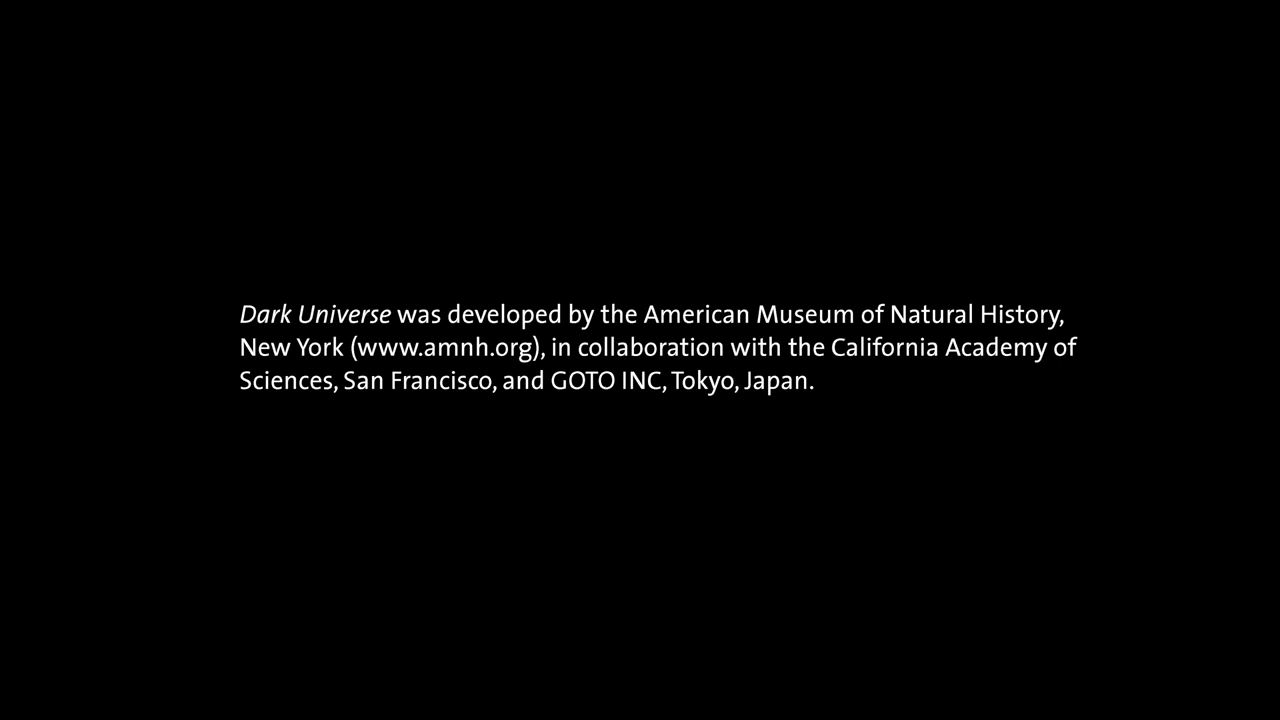 Dark Universe was developed by the American Museum of Natural History,
New York (www.amnh.org), in collaboration with the California Academy of
Sciences, San Francisco, and GOTO INC, Tokyo, Japan.